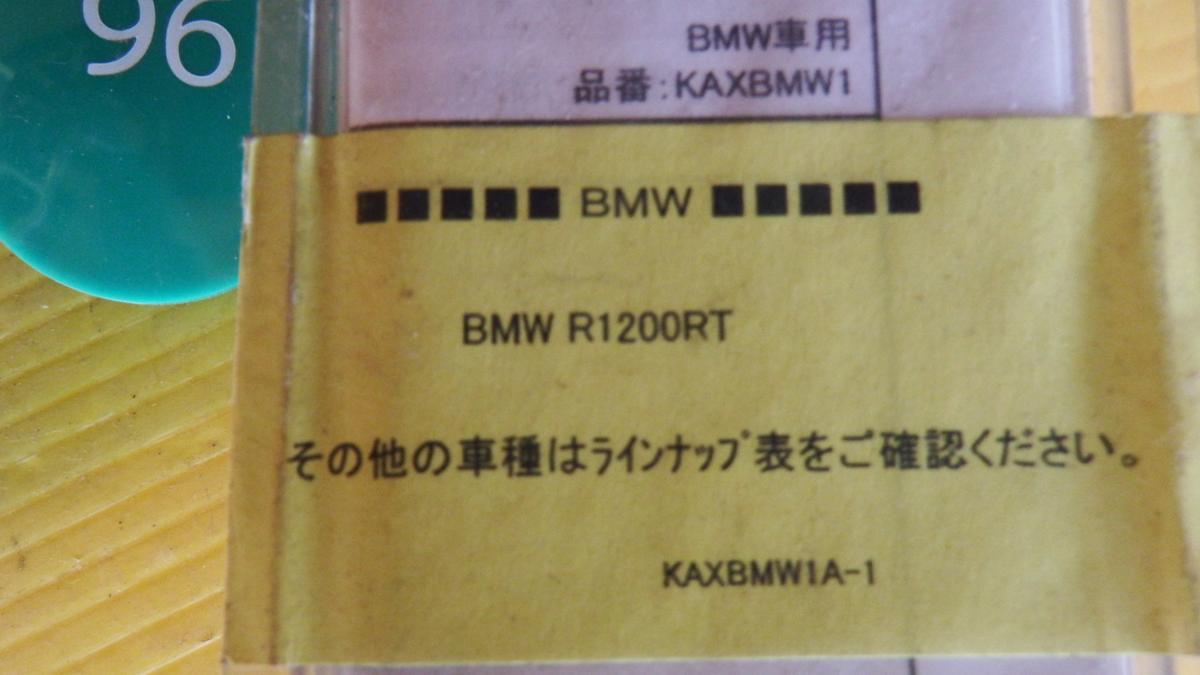 96
BMW車用
品番:KAXBMW1
■■■■■ BMW ■■■■■
BMW R1200RT
その他の車種はﾗｲﾝﾅｯﾌﾟ表をご確認ください。
KAXBMW1A-1